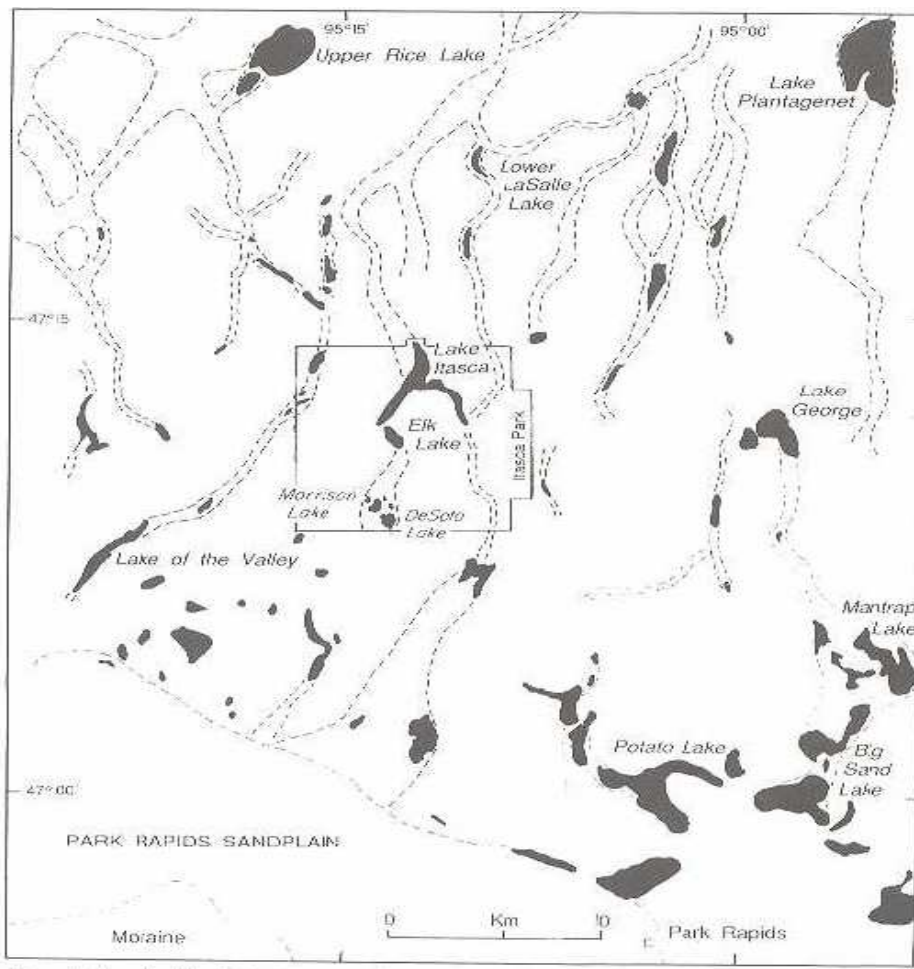 95°15'
95°00'
Upper Rice Lake
Lake
Plantagenet
Lower
LaSalle
Lake
47°15'
Lake
Itasca
Lake
George
Elk
Lake
Itasca Park
Morrison
Lake
DeSoto
Lake
Lake of the Valley
Mantrap
Lake
Potato Lake
Big
Sand
Lake
47°00'
PARK RAPIDS SANDPLAIN
Moraine
0 Km 10
Park Rapids